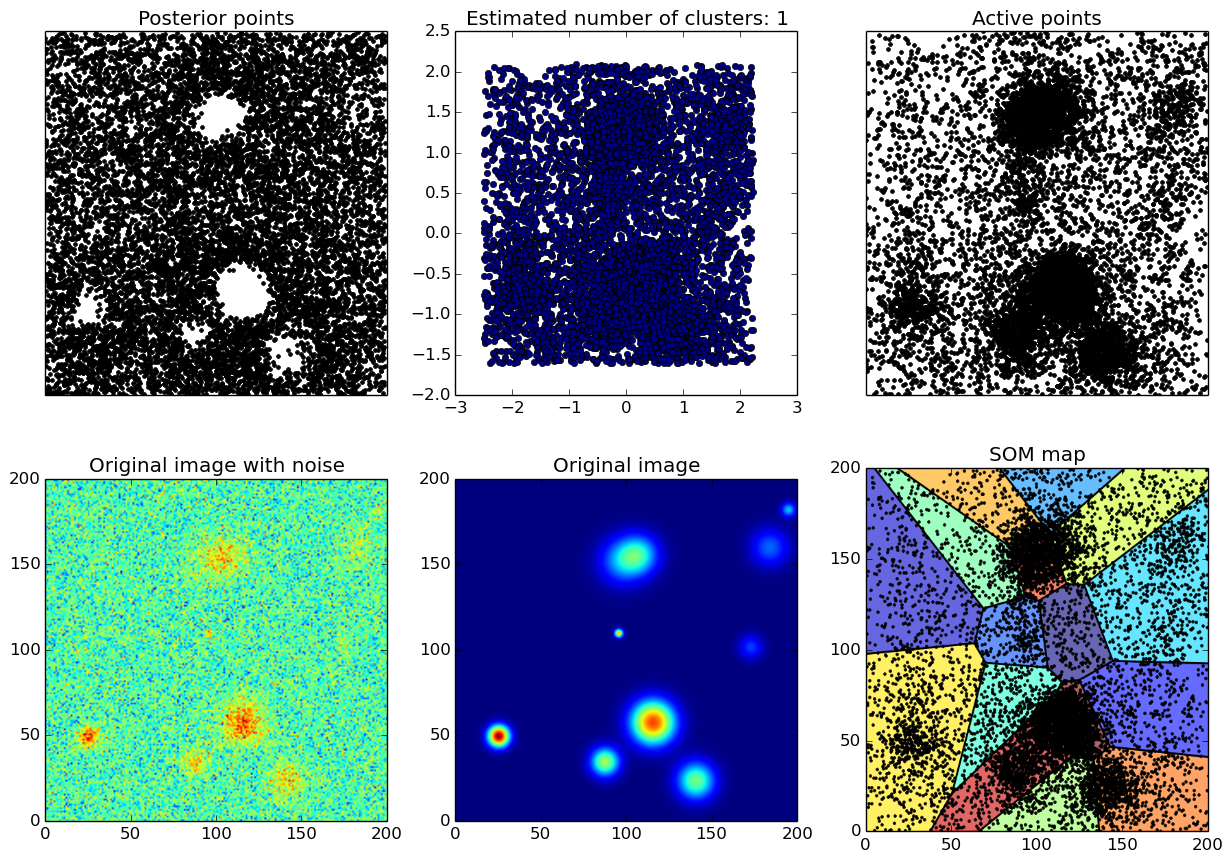 Posterior points
Estimated number of clusters: 1
Active points
2.5
2.0
1.5
1.0
0.5
0.0
−0.5
−1.0
−1.5
−2.0
−3 −2 −1 0 1 2 3
Original image with noise
200
150
100
50
0
0 50 100 150 200
Original image
200
150
100
50
0
0 50 100 150 200
SOM map
200
150
100
50
0
0 50 100 150 200